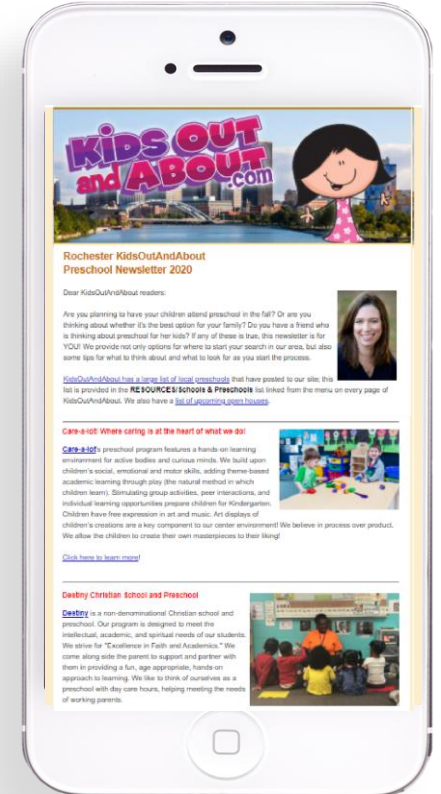 KIDS OUT
and ABOUT
.com
Rochester KidsOutAndAbout
Preschool Newsletter 2020
Dear KidsOutAndAbout readers:
Are you planning to have your children attend preschool in the fall? Or are you
thinking about whether it's the best option for your family? Do you have a friend who
is thinking about preschool for her kids? If any of these is true, this newsletter is for
YOU! We provide not only options for where to start your search in our area, but also
some tips for what to think about and what to look for as you start the process.
KidsOutAndAbout has a large list of local preschools that have posted to our site; this
list is provided in the RESOURCES/Schools & Preschools list linked from the menu on every page of
KidsOutAndAbout. We also have a list of upcoming open houses.
Care-a-lot: Where caring is at the heart of what we do!
Care-a-lot's preschool program features a hands-on learning
environment for active bodies and curious minds. We build upon
children's social, emotional and motor skills, adding theme-based
academic learning through play (the natural method in which
children learn). Stimulating group activities, peer interactions, and
individual learning opportunities prepare children for Kindergarten.
Children have free expression in art and music. Art displays of
children's creations are a key component to our center environment! We believe in process over product.
We allow the children to create their own masterpieces to their liking!
Click here to learn more!
Destiny Christian School and Preschool
Destiny is a non-denominational Christian school and
preschool. Our program is designed to meet the
intellectual, academic, and spiritual needs of our students.
We strive for "Excellence in Faith and Academics." We
come along side the parent to support and partner with
them in providing a fun, age appropriate, hands-on
approach to learning. We like to think of ourselves as a
preschool with day care hours, helping meeting the needs
of working parents.